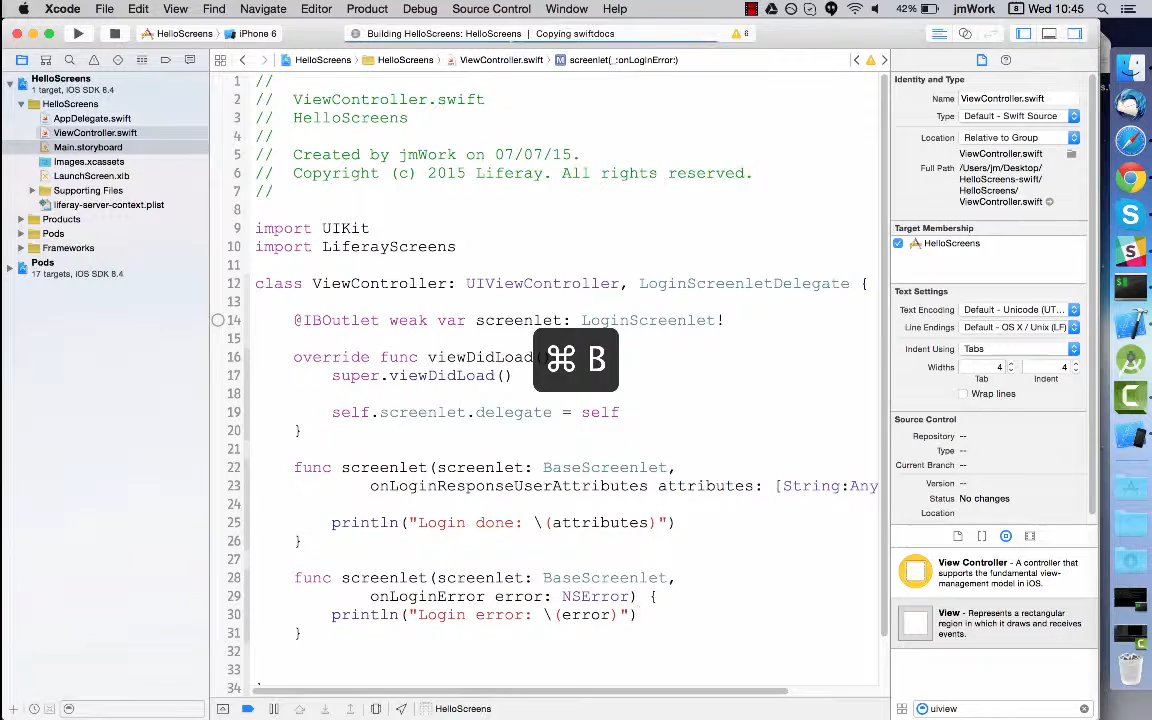 Xcode File Edit View Find Navigate Editor Product Debug Source Control Window Help 42% jmWork 8 Wed 10:45
HelloScreens iPhone 6 Building HelloScreens: HelloScreens | Copying swiftdocs 6
HelloScreens
1 target, iOS SDK 8.4
HelloScreens
AppDelegate.swift
ViewController.swift
Main.storyboard
Images.xcassets
LaunchScreen.xib
Supporting Files
liferay-server-context.plist
Products
Pods
Frameworks
Pods
17 targets, iOS SDK 8.4
HelloScreens HelloScreens ViewController.swift M screenlet(_:onLoginError:)
1 //
2 // ViewController.swift
3 // HelloScreens
4 //
5 // Created by jmWork on 07/07/15.
6 // Copyright (c) 2015 Liferay. All rights reserved.
7 //
8
9 import UIKit
10 import LiferayScreens
11
12 class ViewController: UIViewController, LoginScreenletDelegate {
13
14 @IBOutlet weak var screenlet: LoginScreenlet!
15
16 override func viewDidLoad(
17 super.viewDidLoad()
18
19 self.screenlet.delegate = self
20 }
21
22 func screenlet(screenlet: BaseScreenlet,
23 onLoginResponseUserAttributes attributes: [String:Any
24
25 println("Login done: \(attributes)")
26 }
27
28 func screenlet(screenlet: BaseScreenlet,
29 onLoginError error: NSError) {
30 println("Login error: \(error)")
31 }
32
33
34
⌘ B
HelloScreens
Identity and Type
Name ViewController.swift
Type Default - Swift Source
Location Relative to Group
ViewController.swift
Full Path /Users/jm/Desktop/
HelloScreens-swift/
HelloScreens/
ViewController.swift
Target Membership
HelloScreens
Text Settings
Text Encoding Default - Unicode (UT...
Line Endings Default - OS X / Unix (LF)
Indent Using Tabs
Widths 4 4
Tab Indent
Wrap lines
Source Control
Repository --
Type --
Current Branch --
Version --
Status No changes
Location
View Controller - A controller that
supports the fundamental view-
management model in iOS.
View - Represents a rectangular
region in which it draws and receives
events.
uiview